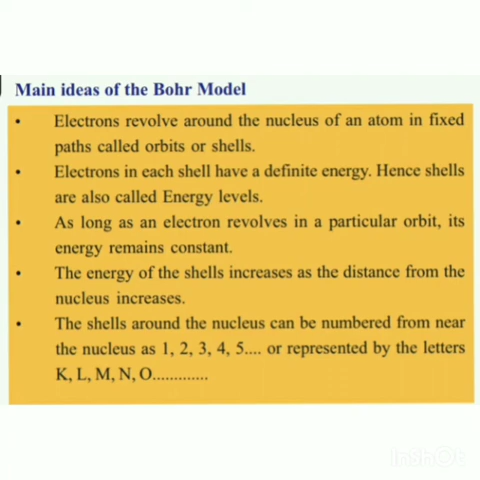 Main ideas of the Bohr Model
• Electrons revolve around the nucleus of an atom in fixed
paths called orbits or shells.
• Electrons in each shell have a definite energy. Hence shells
are also called Energy levels.
• As long as an electron revolves in a particular orbit, its
energy remains constant.
• The energy of the shells increases as the distance from the
nucleus increases.
• The shells around the nucleus can be numbered from near
the nucleus as 1, 2, 3, 4, 5.... or represented by the letters
K, L, M, N, O.............
InShOt